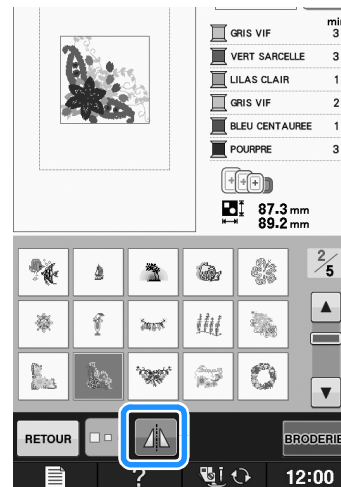 min
GRIS VIF 3
VERT SARCELLE 3
LILAS CLAIR 1
GRIS VIF 2
BLEU CENTAUREE 1
POURPRE 3
87.3 mm
89.2 mm
2/5
RETOUR
BRODERIE
?
12:00